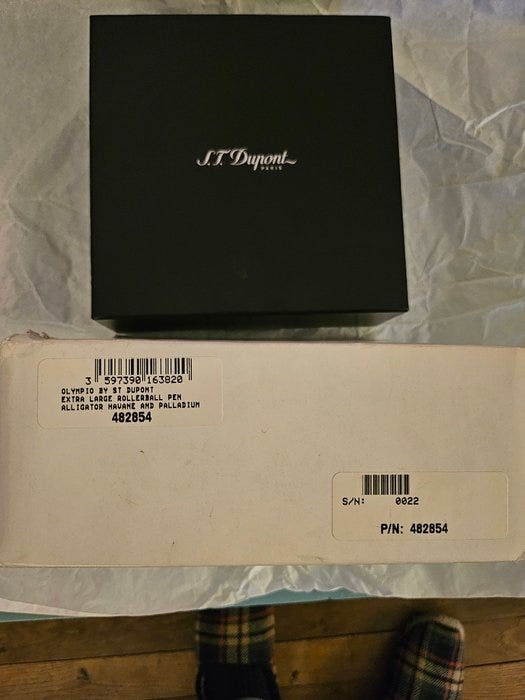 S.T. Dupont
PARIS
3 597390 163820
OLYMPIO BY ST DUPONT
EXTRA LARGE ROLLERBALL PEN
ALLIGATOR HAVANE AND PALLADIUM
482854
S/N: 0022
P/N: 482854